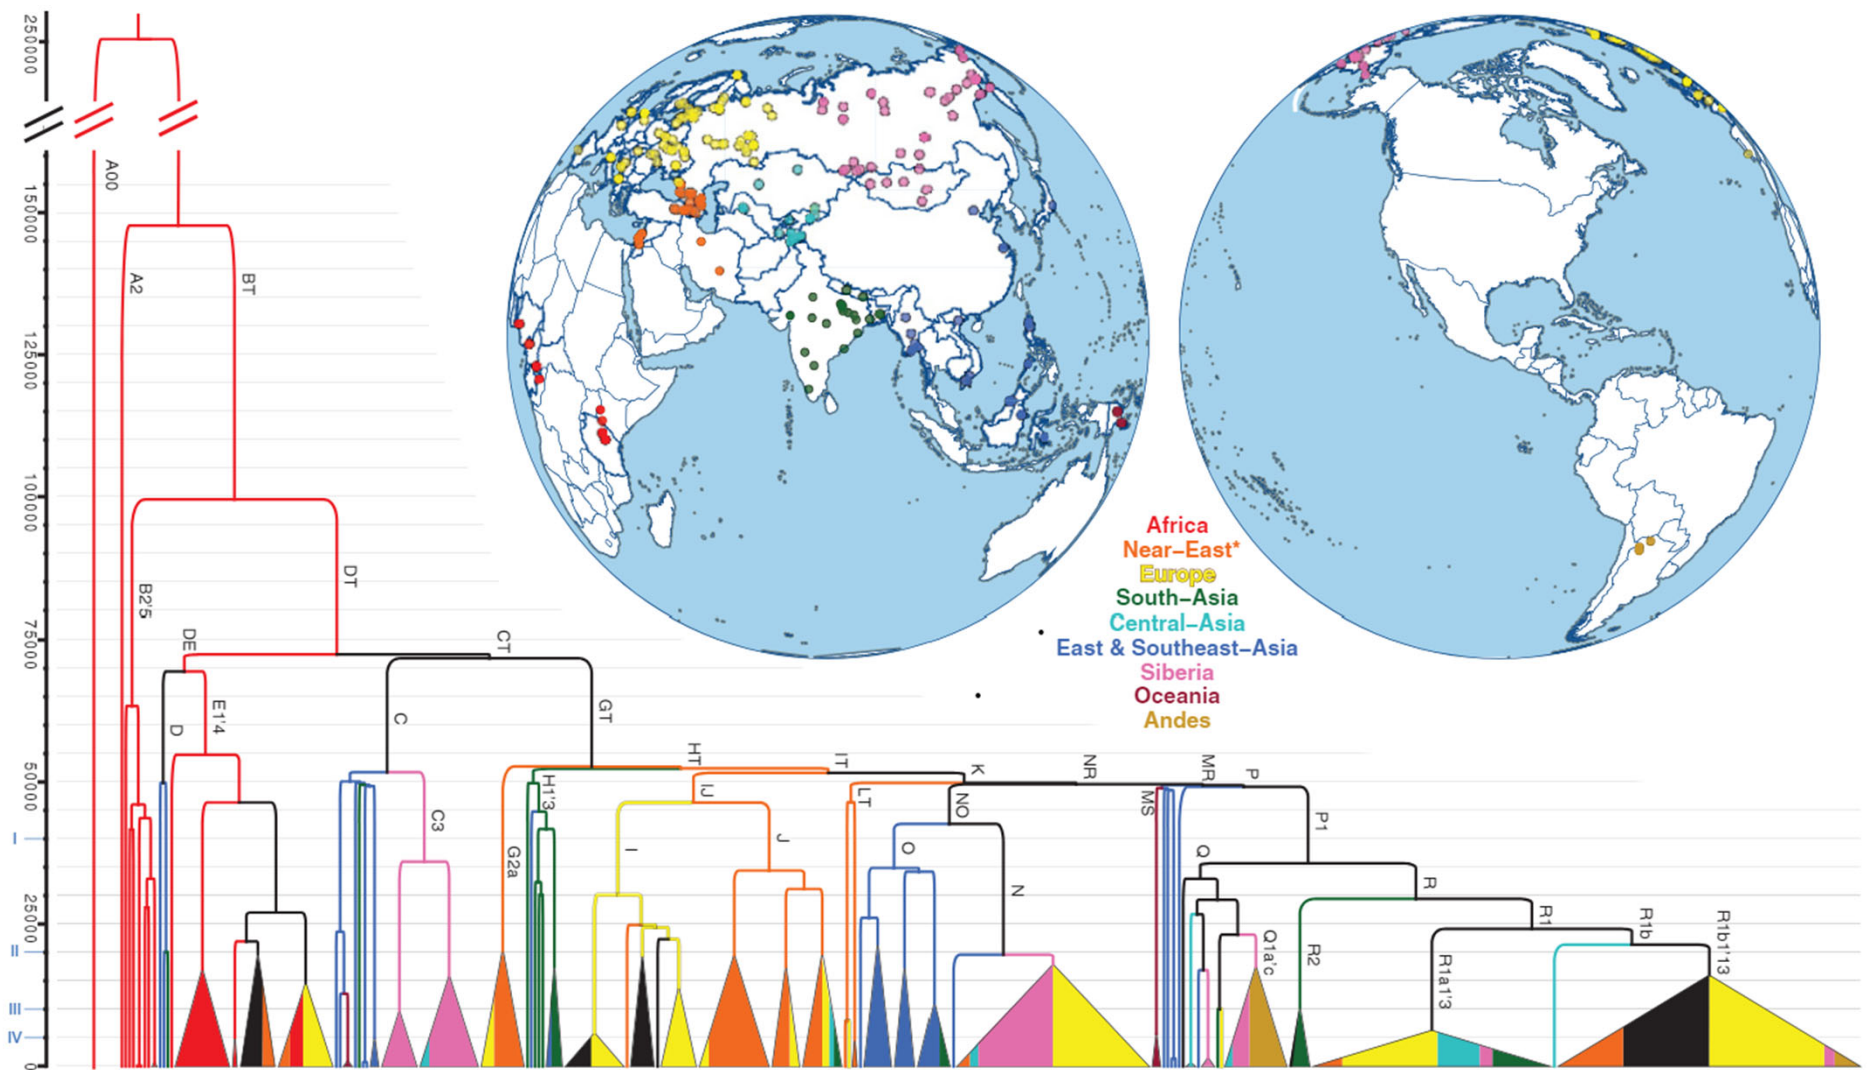 250000
150000
125000
100000
75000
50000
25000
0
I
II
III
IV
A00
A2
BT
B2'5
DT
DE
CT
D
E1'4
C
GT
C3
HT
IT
K
NR
MR
P
G2a
H1'3
IJ
I
J
LT
NO
O
N
MS
P1
Q
R
Q1a'c
R2
R1
R1a1'3
R1b
R1b1'13
Africa
Near-East*
Europe
South-Asia
Central-Asia
East & Southeast-Asia
Siberia
Oceania
Andes